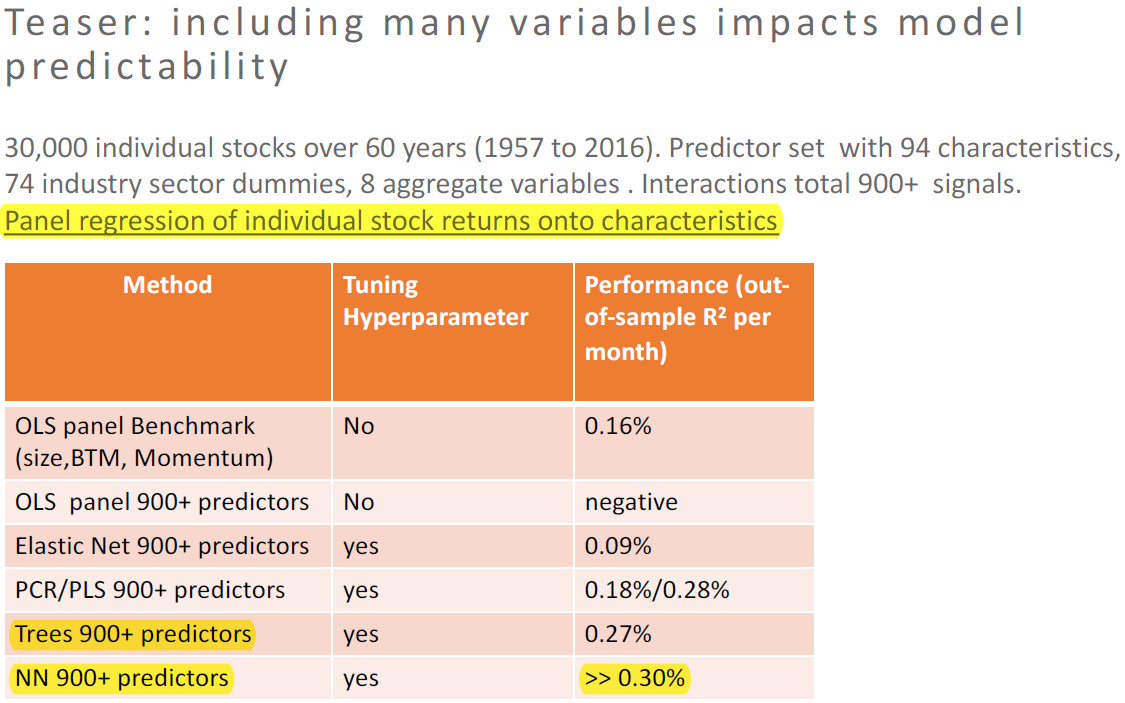 Teaser: including many variables impacts model
predictability
30,000 individual stocks over 60 years (1957 to 2016). Predictor set with 94 characteristics,
74 industry sector dummies, 8 aggregate variables . Interactions total 900+ signals.
Panel regression of individual stock returns onto characteristics
Method
Tuning
Hyperparameter
Performance (out-
of-sample R² per
month)
OLS panel Benchmark
(size,BTM, Momentum)
No
0.16%
OLS panel 900+ predictors
No
negative
Elastic Net 900+ predictors
yes
0.09%
PCR/PLS 900+ predictors
yes
0.18%/0.28%
Trees 900+ predictors
yes
0.27%
NN 900+ predictors
yes
>> 0.30%